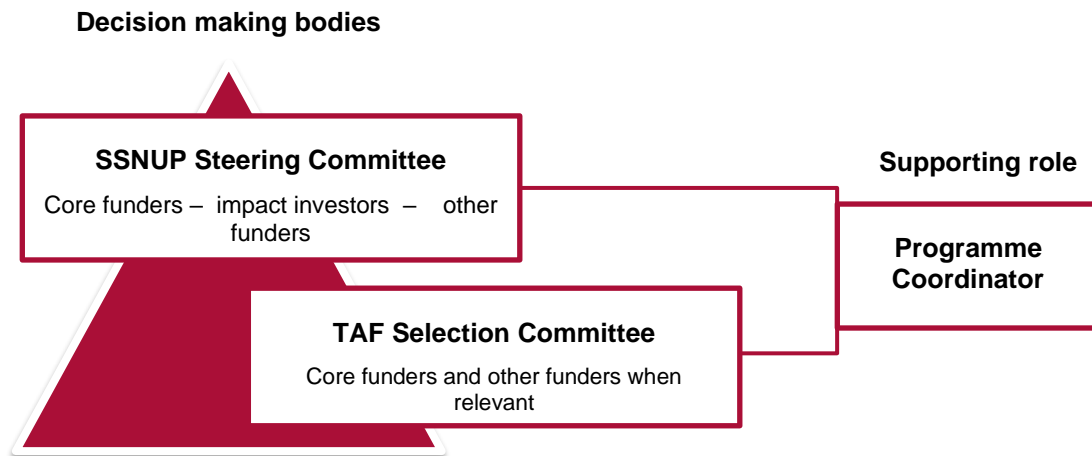 Decision making bodies
SSNUP Steering Committee
Core funders – impact investors – other
funders
Supporting role
Programme
Coordinator
TAF Selection Committee
Core funders and other funders when
relevant